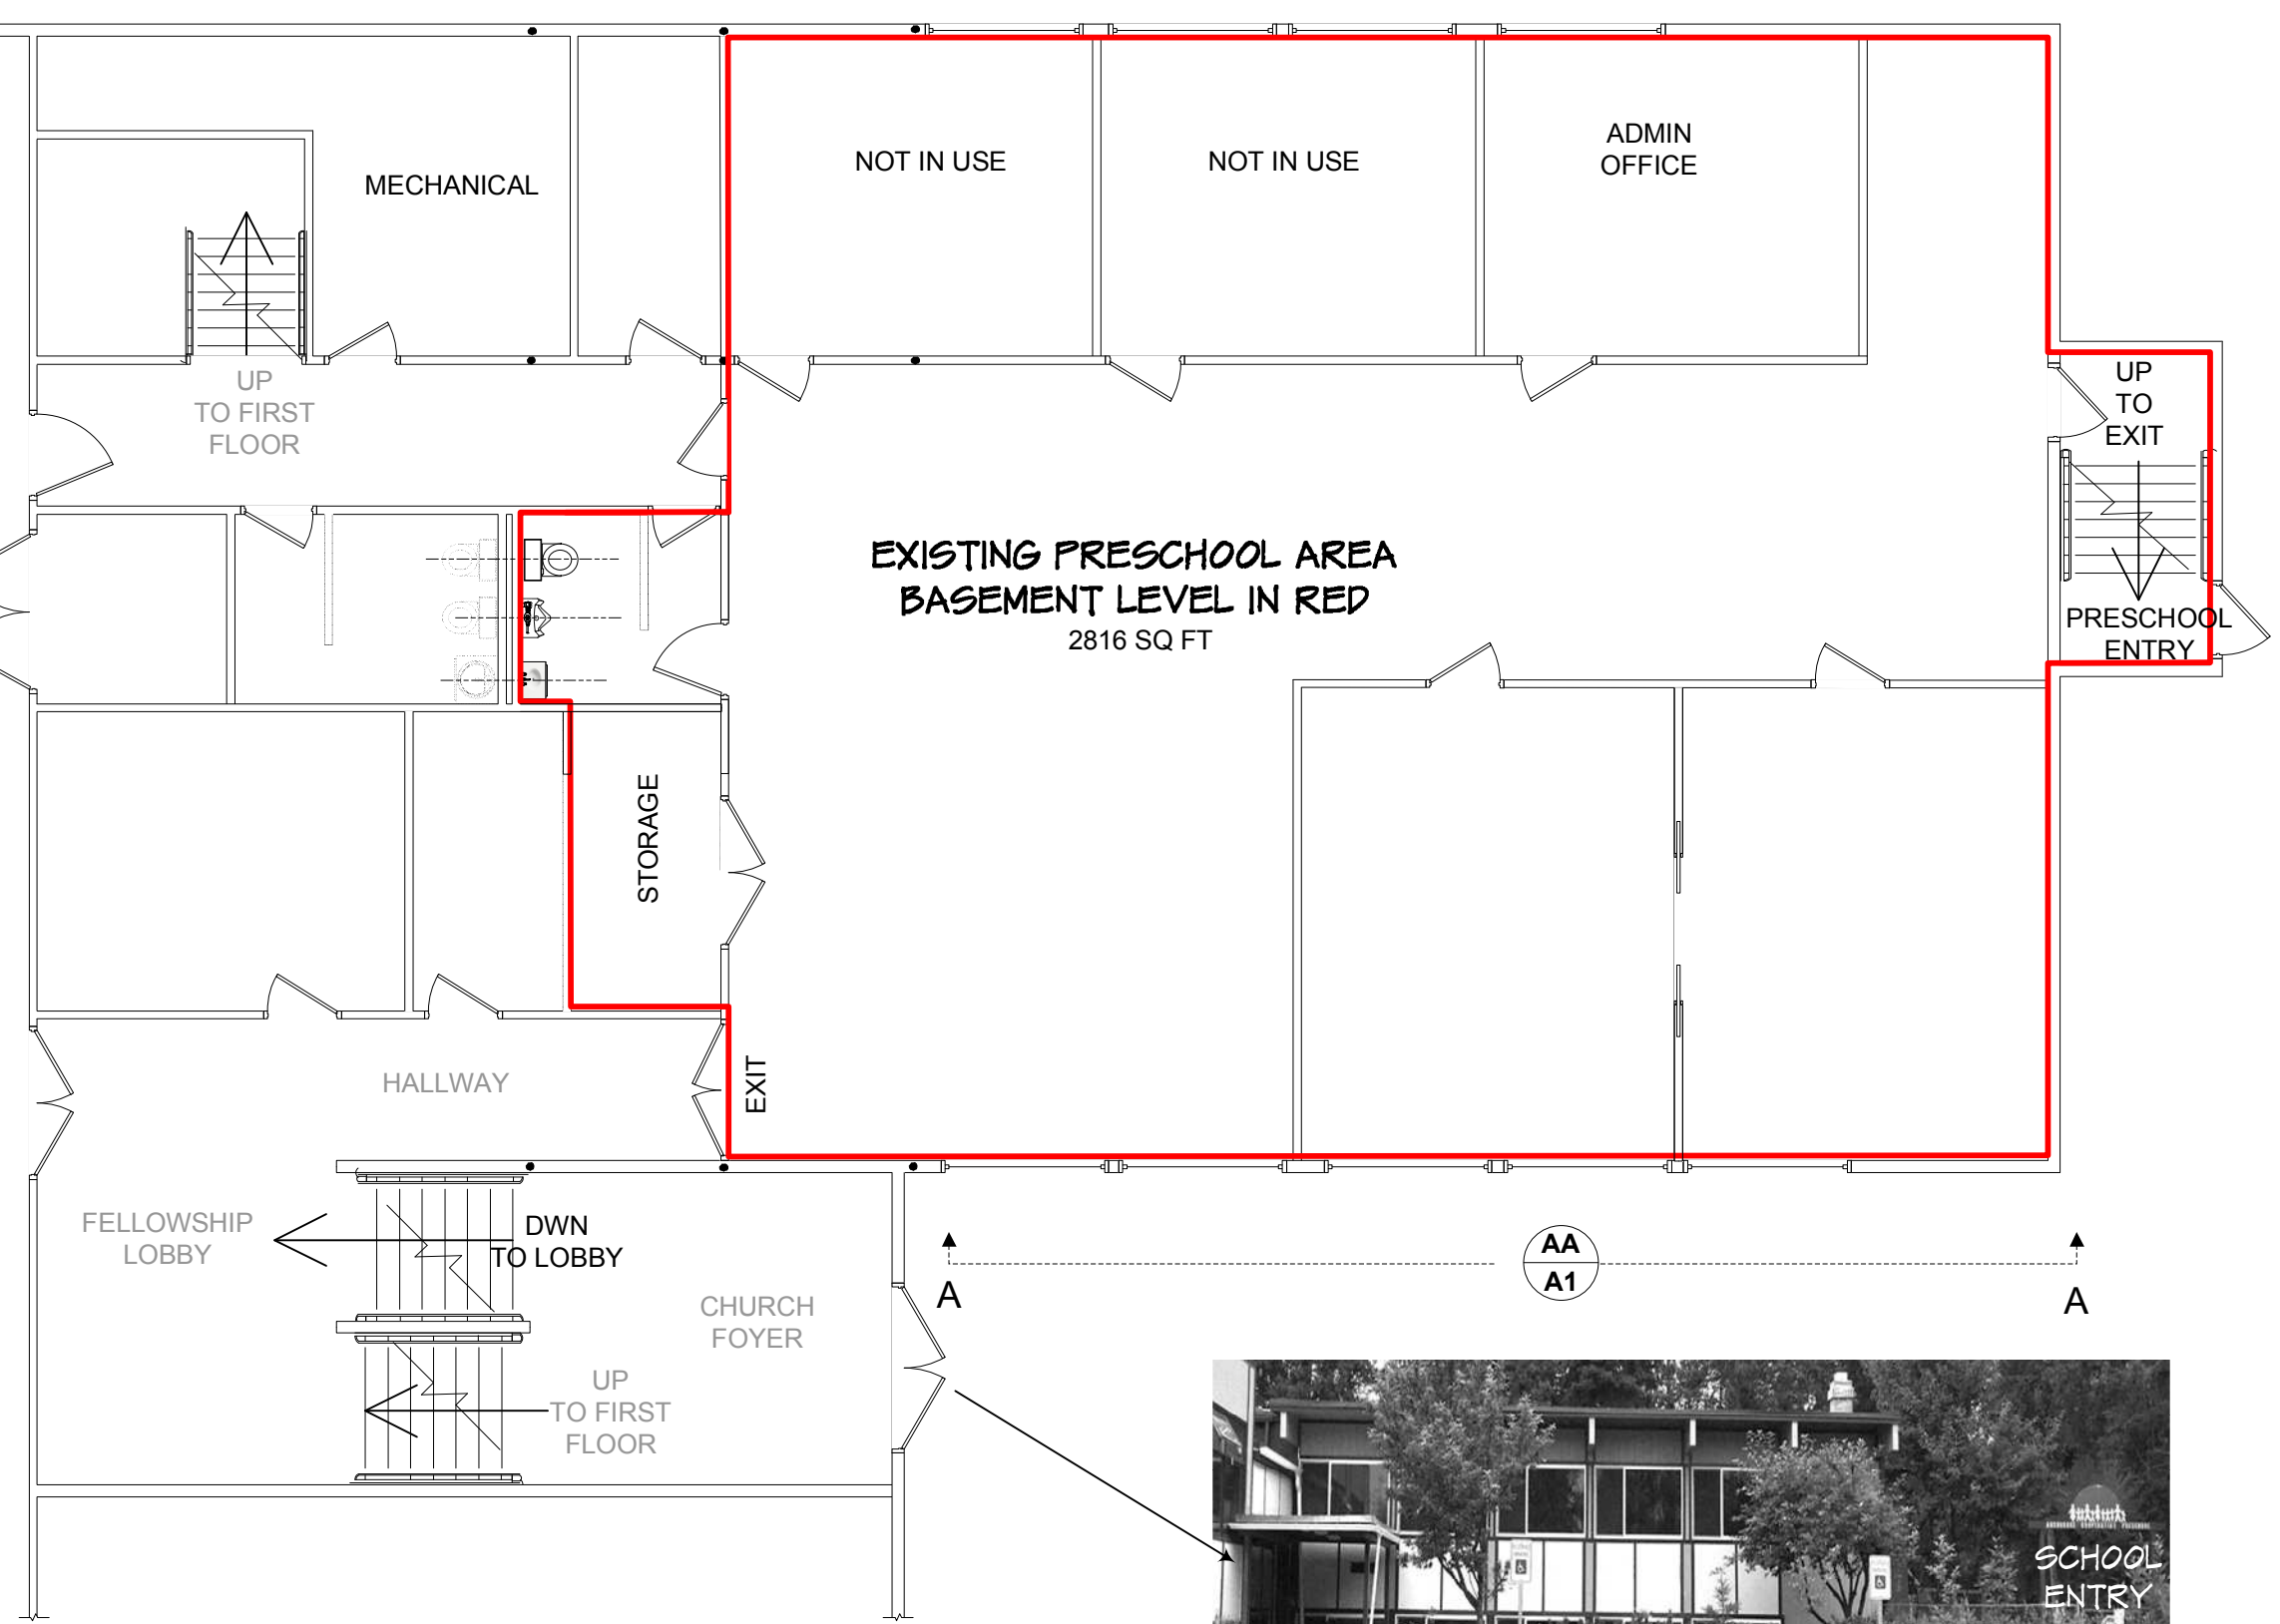 MECHANICAL
NOT IN USE
NOT IN USE
ADMIN
OFFICE
UP
TO FIRST
FLOOR
UP
TO
EXIT
EXISTING PRESCHOOL AREA
BASEMENT LEVEL IN RED
2816 SQ FT
PRESCHOOL
ENTRY
STORAGE
HALLWAY
EXIT
FELLOWSHIP
LOBBY
DWN
TO LOBBY
CHURCH
FOYER
UP
TO FIRST
FLOOR
A
AA
A1
A
SCHOOL
ENTRY